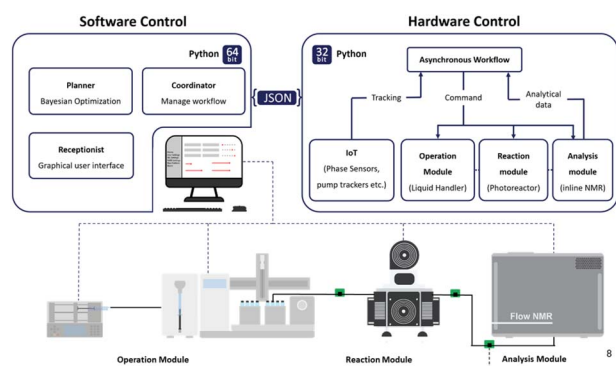 Software Control
Hardware Control
Python 64 bit
Planner
Bayesian Optimization
Coordinator
Manage workflow
Receptionist
Graphical user interface
{JSON}
32 bit Python
Asynchronous Workflow
Tracking
Command
Analytical
data
IoT
(Phase Sensors,
pump trackers etc.)
Operation
Module
(Liquid Handler)
Reaction
module
(Photoreactor)
Analysis
module
(inline NMR)
Flow NMR
Operation Module
Reaction Module
Analysis Module
8